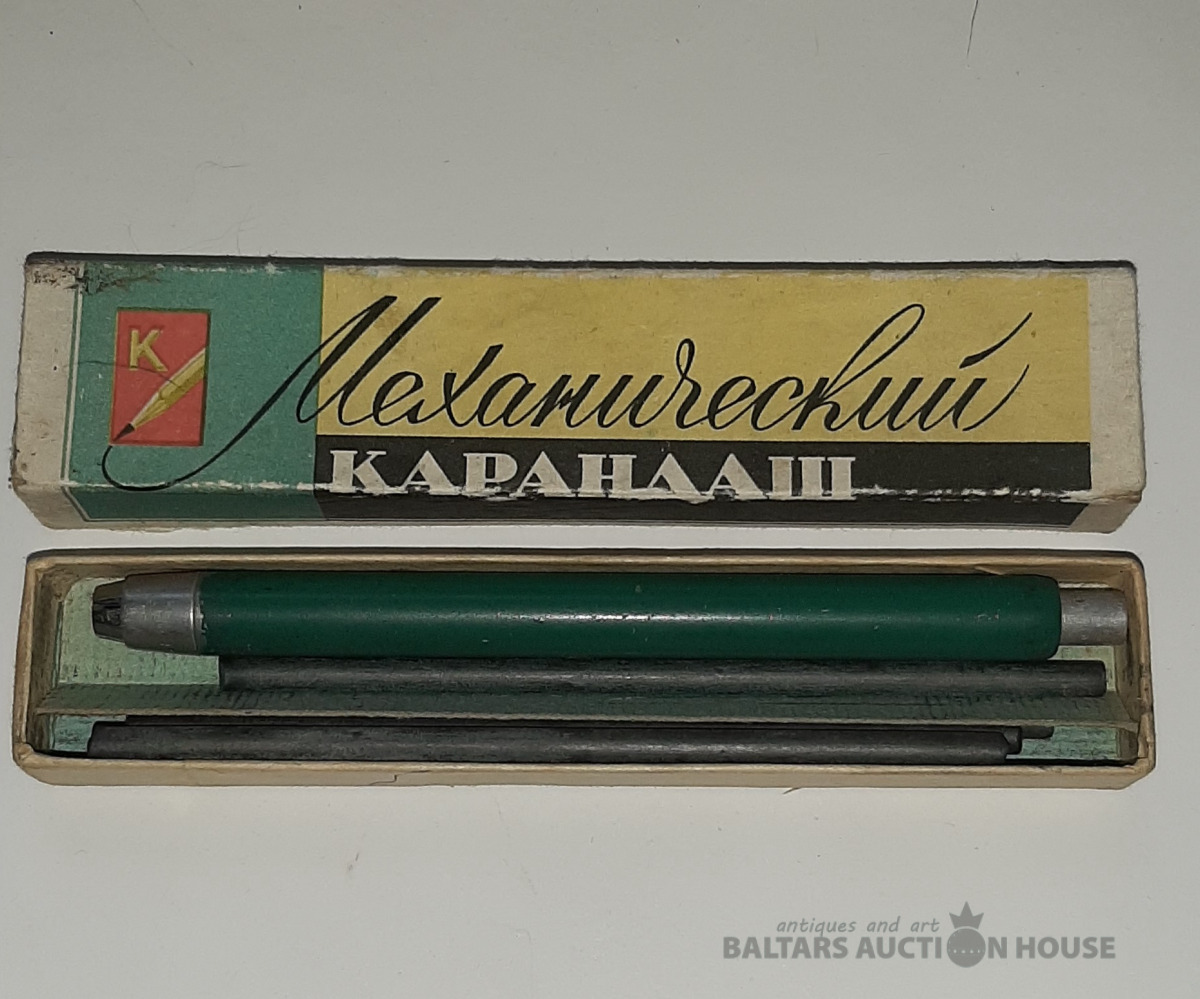 К
Механический
КАРАНДАШ
antiques and art
BALTARS AUCTION HOUSE